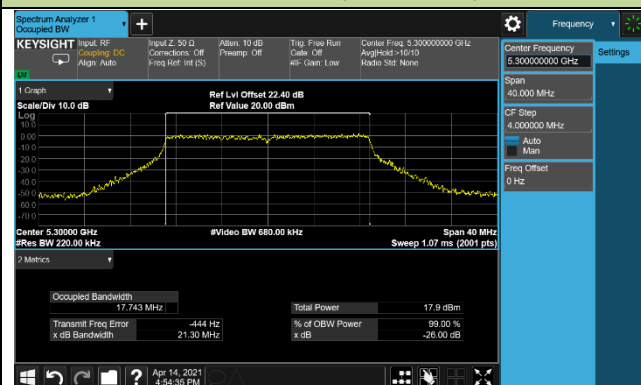 Spectrum Analyzer 1
Occupied BW
Frequency
KEYSIGHT
Input: RF
Coupling: DC
Align: Auto
Input Z: 50 Ω
Corrections: Off
Freq Ref: Int (S)
Atten: 10 dB
Preamp: Off
Trig: Free Run
Gate: Off
#IF Gain: Low
Center Freq: 5.300000000 GHz
Avg|Hold:>10/10
Radio Std: None
Center Frequency
5.300000000 GHz
Settings
Span
40.000 MHz
CF Step
4.000000 MHz
Auto
Man
Freq Offset
0 Hz
1 Graph
Scale/Div 10.0 dB
Ref Lvl Offset 22.40 dB
Ref Value 20.00 dBm
Log
10.0
0.00
-10.0
-20.0
-30.0
-40.0
-50.0
-60.0
-70.0
Center 5.30000 GHz
#Video BW 680.00 kHz
Span 40 MHz
#Res BW 220.00 kHz
Sweep 1.07 ms (2001 pts)
2 Metrics
Occupied Bandwidth
17.743 MHz
Total Power
17.9 dBm
Transmit Freq Error
-444 Hz
% of OBW Power
99.00 %
x dB Bandwidth
21.30 MHz
x dB
-26.00 dB
?
Apr 14, 2021
4:54:35 PM